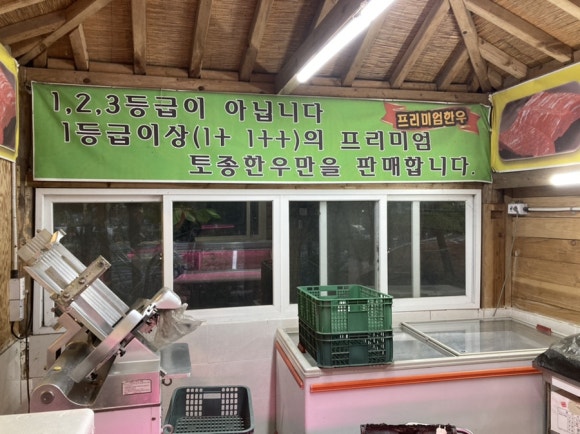 1,2,3등급이 아닙니다
프리미엄한우
1등급이상(1+ 1++)의 프리미엄
토종한우만을 판매합니다.